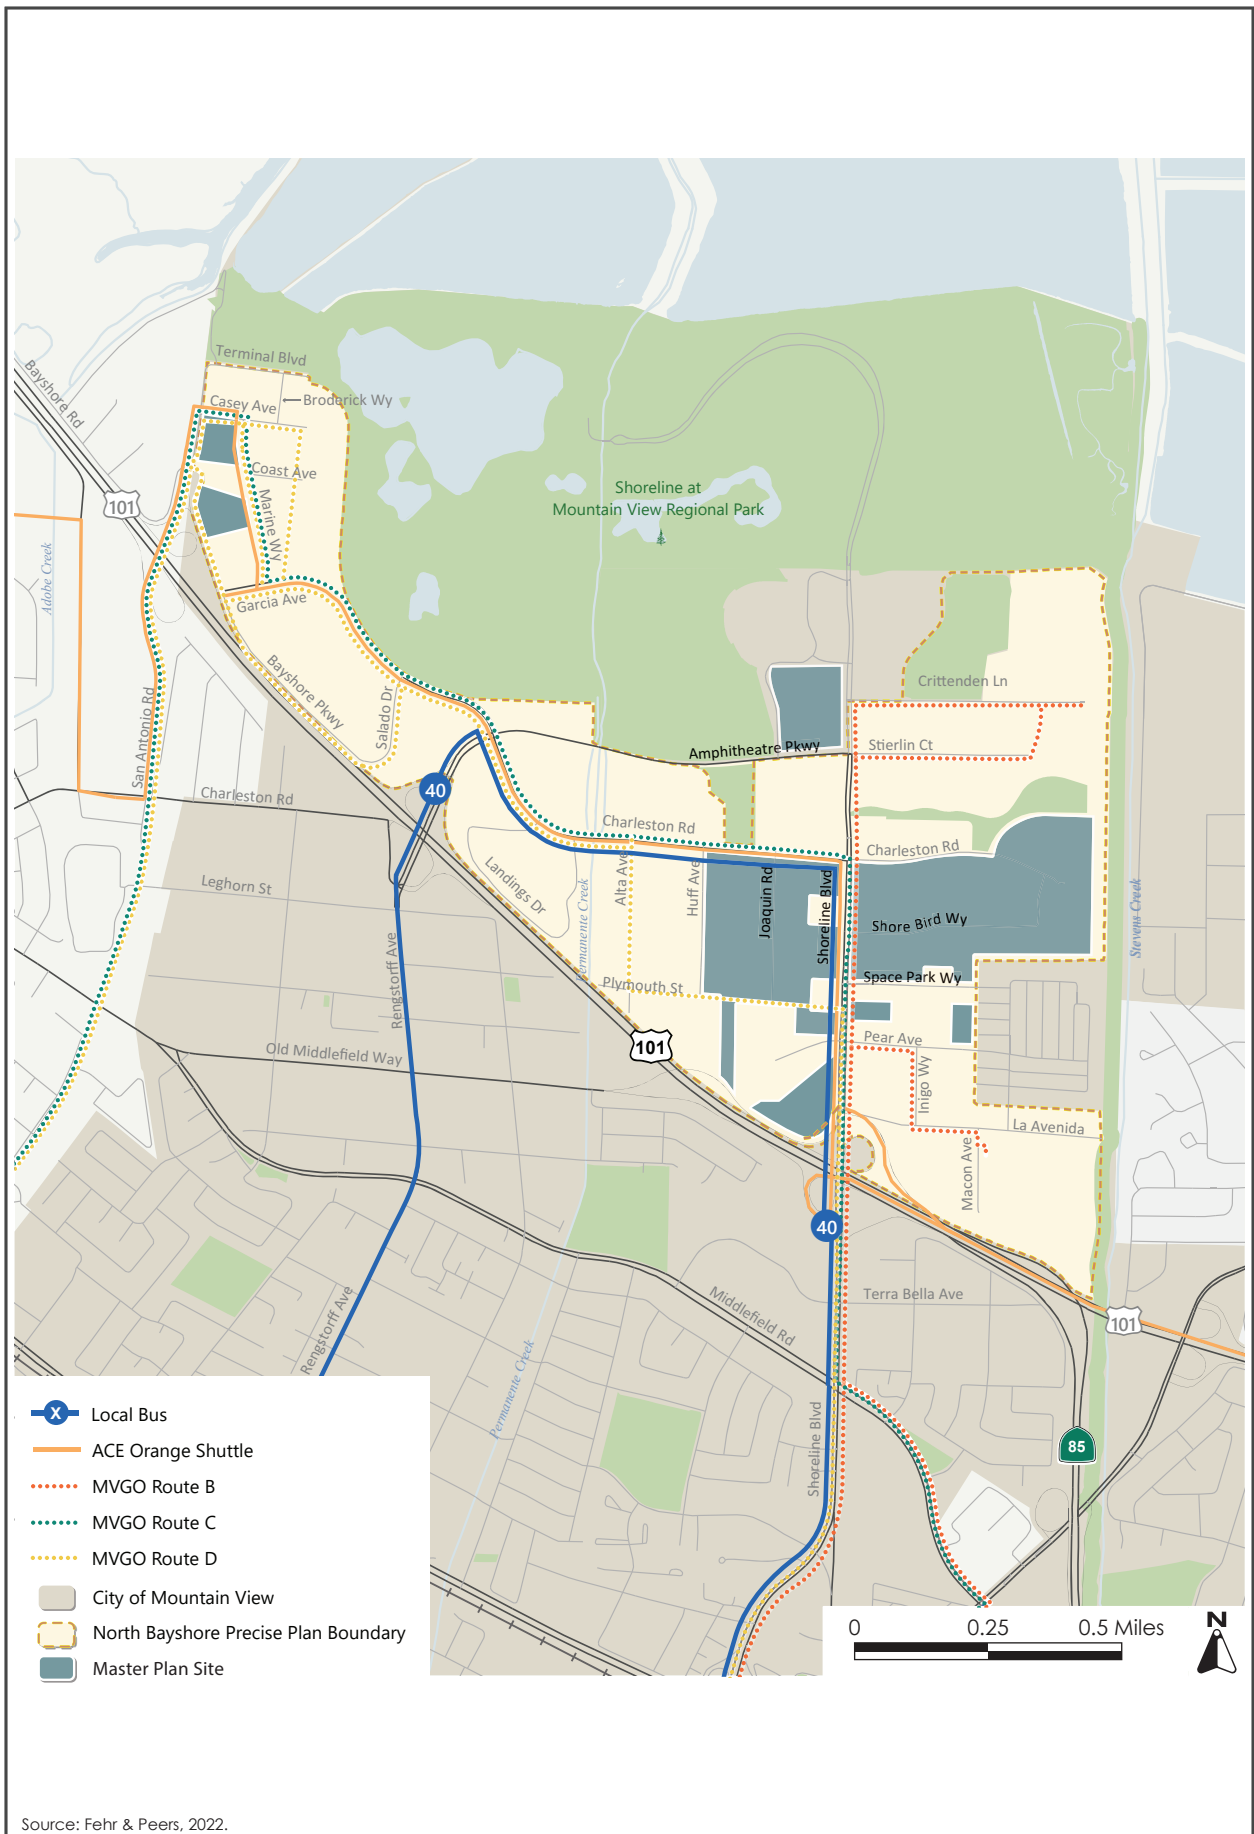 Terminal Blvd
Bayshore Rd
Casey Ave
Broderick Wy
Coast Ave
101
Marine Wy
Shoreline at
Mountain View Regional Park
Adobe Creek
Garcia Ave
Bayshore Pkwy
Salado Dr
Crittenden Ln
San Antonio Rd
Amphitheatre Pkwy
Stierlin Ct
40
Charleston Rd
Charleston Rd
Charleston Rd
Landings Dr
Alta Ave
Huff Ave
Joaquin Rd
Shoreline Blvd
Leghorn St
Permanente Creek
Shore Bird Wy
Stevens Creek
Rengstorff Ave
Plymouth St
Space Park Wy
Old Middlefield Way
101
Pear Ave
Inigo Wy
La Avenida
Macon Ave
40
Terra Bella Ave
101
Middlefield Rd
Rengstorff Ave
Permanente Creek
Shoreline Blvd
85
X Local Bus
ACE Orange Shuttle
MVGO Route B
MVGO Route C
MVGO Route D
City of Mountain View
North Bayshore Precise Plan Boundary
Master Plan Site
0 0.25 0.5 Miles
N
Source: Fehr & Peers, 2022.